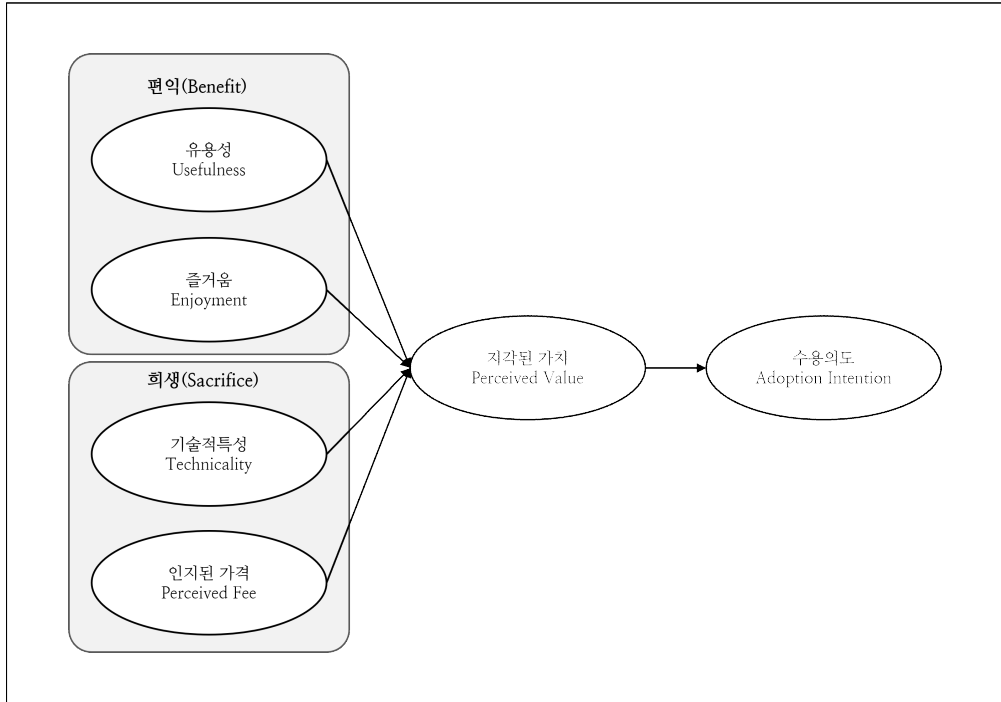 편익(Benefit)
유용성
Usefulness
즐거움
Enjoyment
희생(Sacrifice)
기술적특성
Technicality
인지된 가격
Perceived Fee
지각된 가치
Perceived Value
수용의도
Adoption Intention